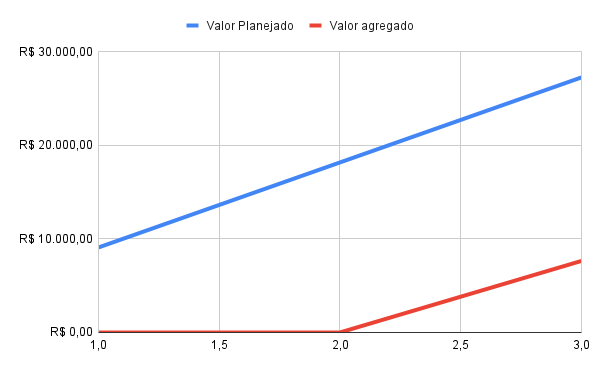 Valor Planejado Valor agregado
R$ 30.000,00
R$ 20.000,00
R$ 10.000,00
R$ 0,00
1,0 1,5 2,0 2,5 3,0